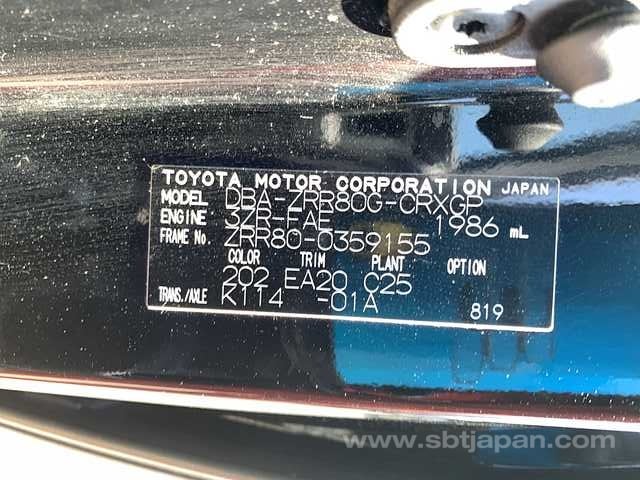 TOYOTA MOTOR CORPORATION JAPAN
MODEL DBA-ZRR80G-CRXGP
ENGINE 3ZR-FAE 1986 mL
FRAME No. ZRR80-0359155
COLOR TRIM PLANT OPTION
202 EA20 C25
TRANS./AXLE K114 -01A
819
www.sbtjapan.com